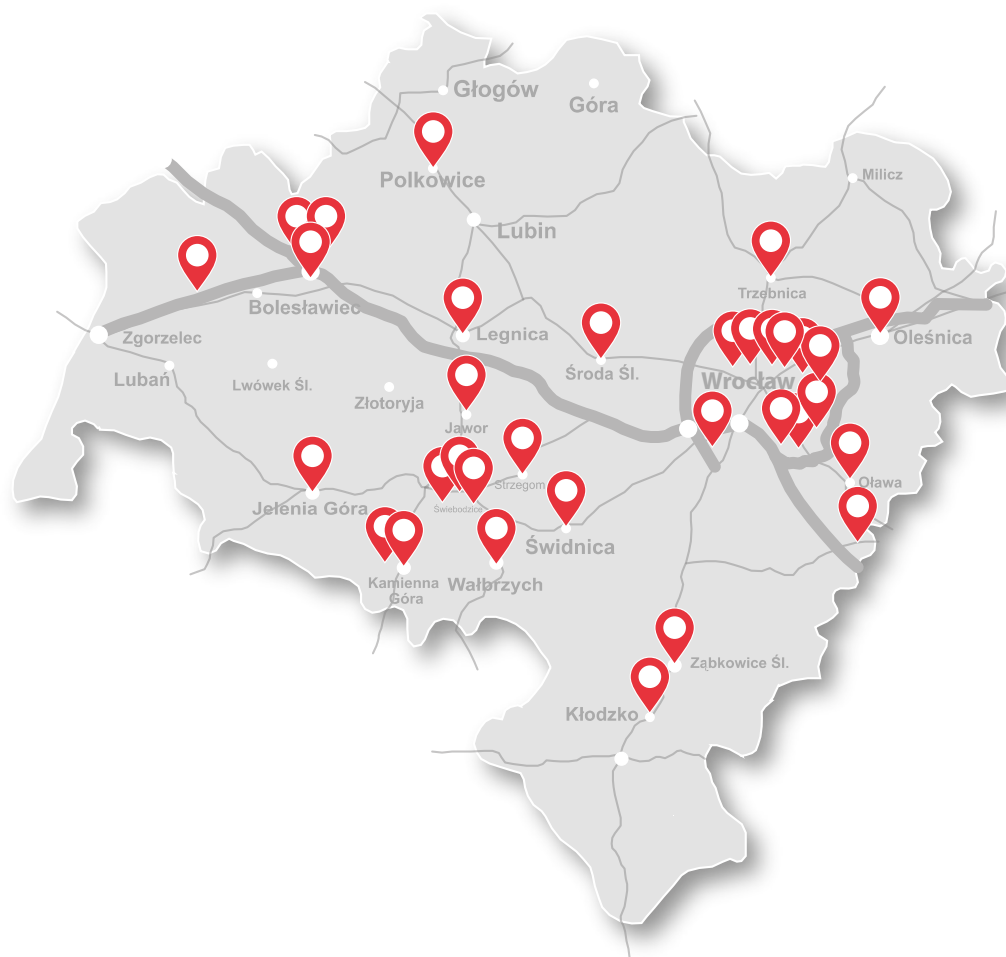 Głogów
Góra
Polkowice
Milicz
Lubin
Trzebnica
Bolesławiec
Zgorzelec
Legnica
Oleśnica
Lubań
Lwówek Śl.
Środa Śl.
Wrocław
Złotoryja
Jawor
Strzegom
Oława
Jelenia Góra
Świebodzice
Świdnica
Kamienna
Góra
Wałbrzych
Ząbkowice Śl.
Kłodzko